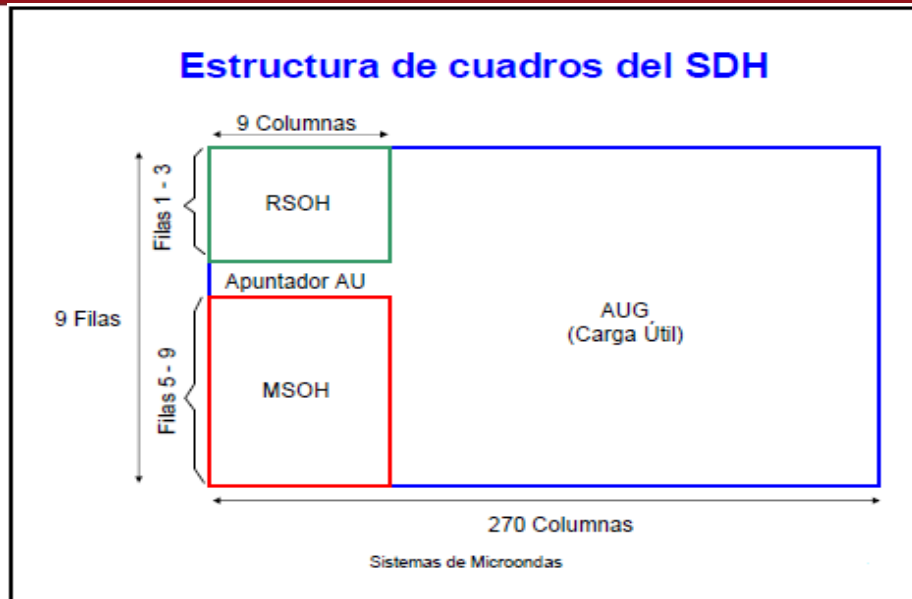 Estructura de cuadros del SDH
9 Columnas
Filas 1 - 3
RSOH
Apuntador AU
9 Filas
AUG
(Carga Útil)
Filas 5 - 9
MSOH
270 Columnas
Sistemas de Microondas